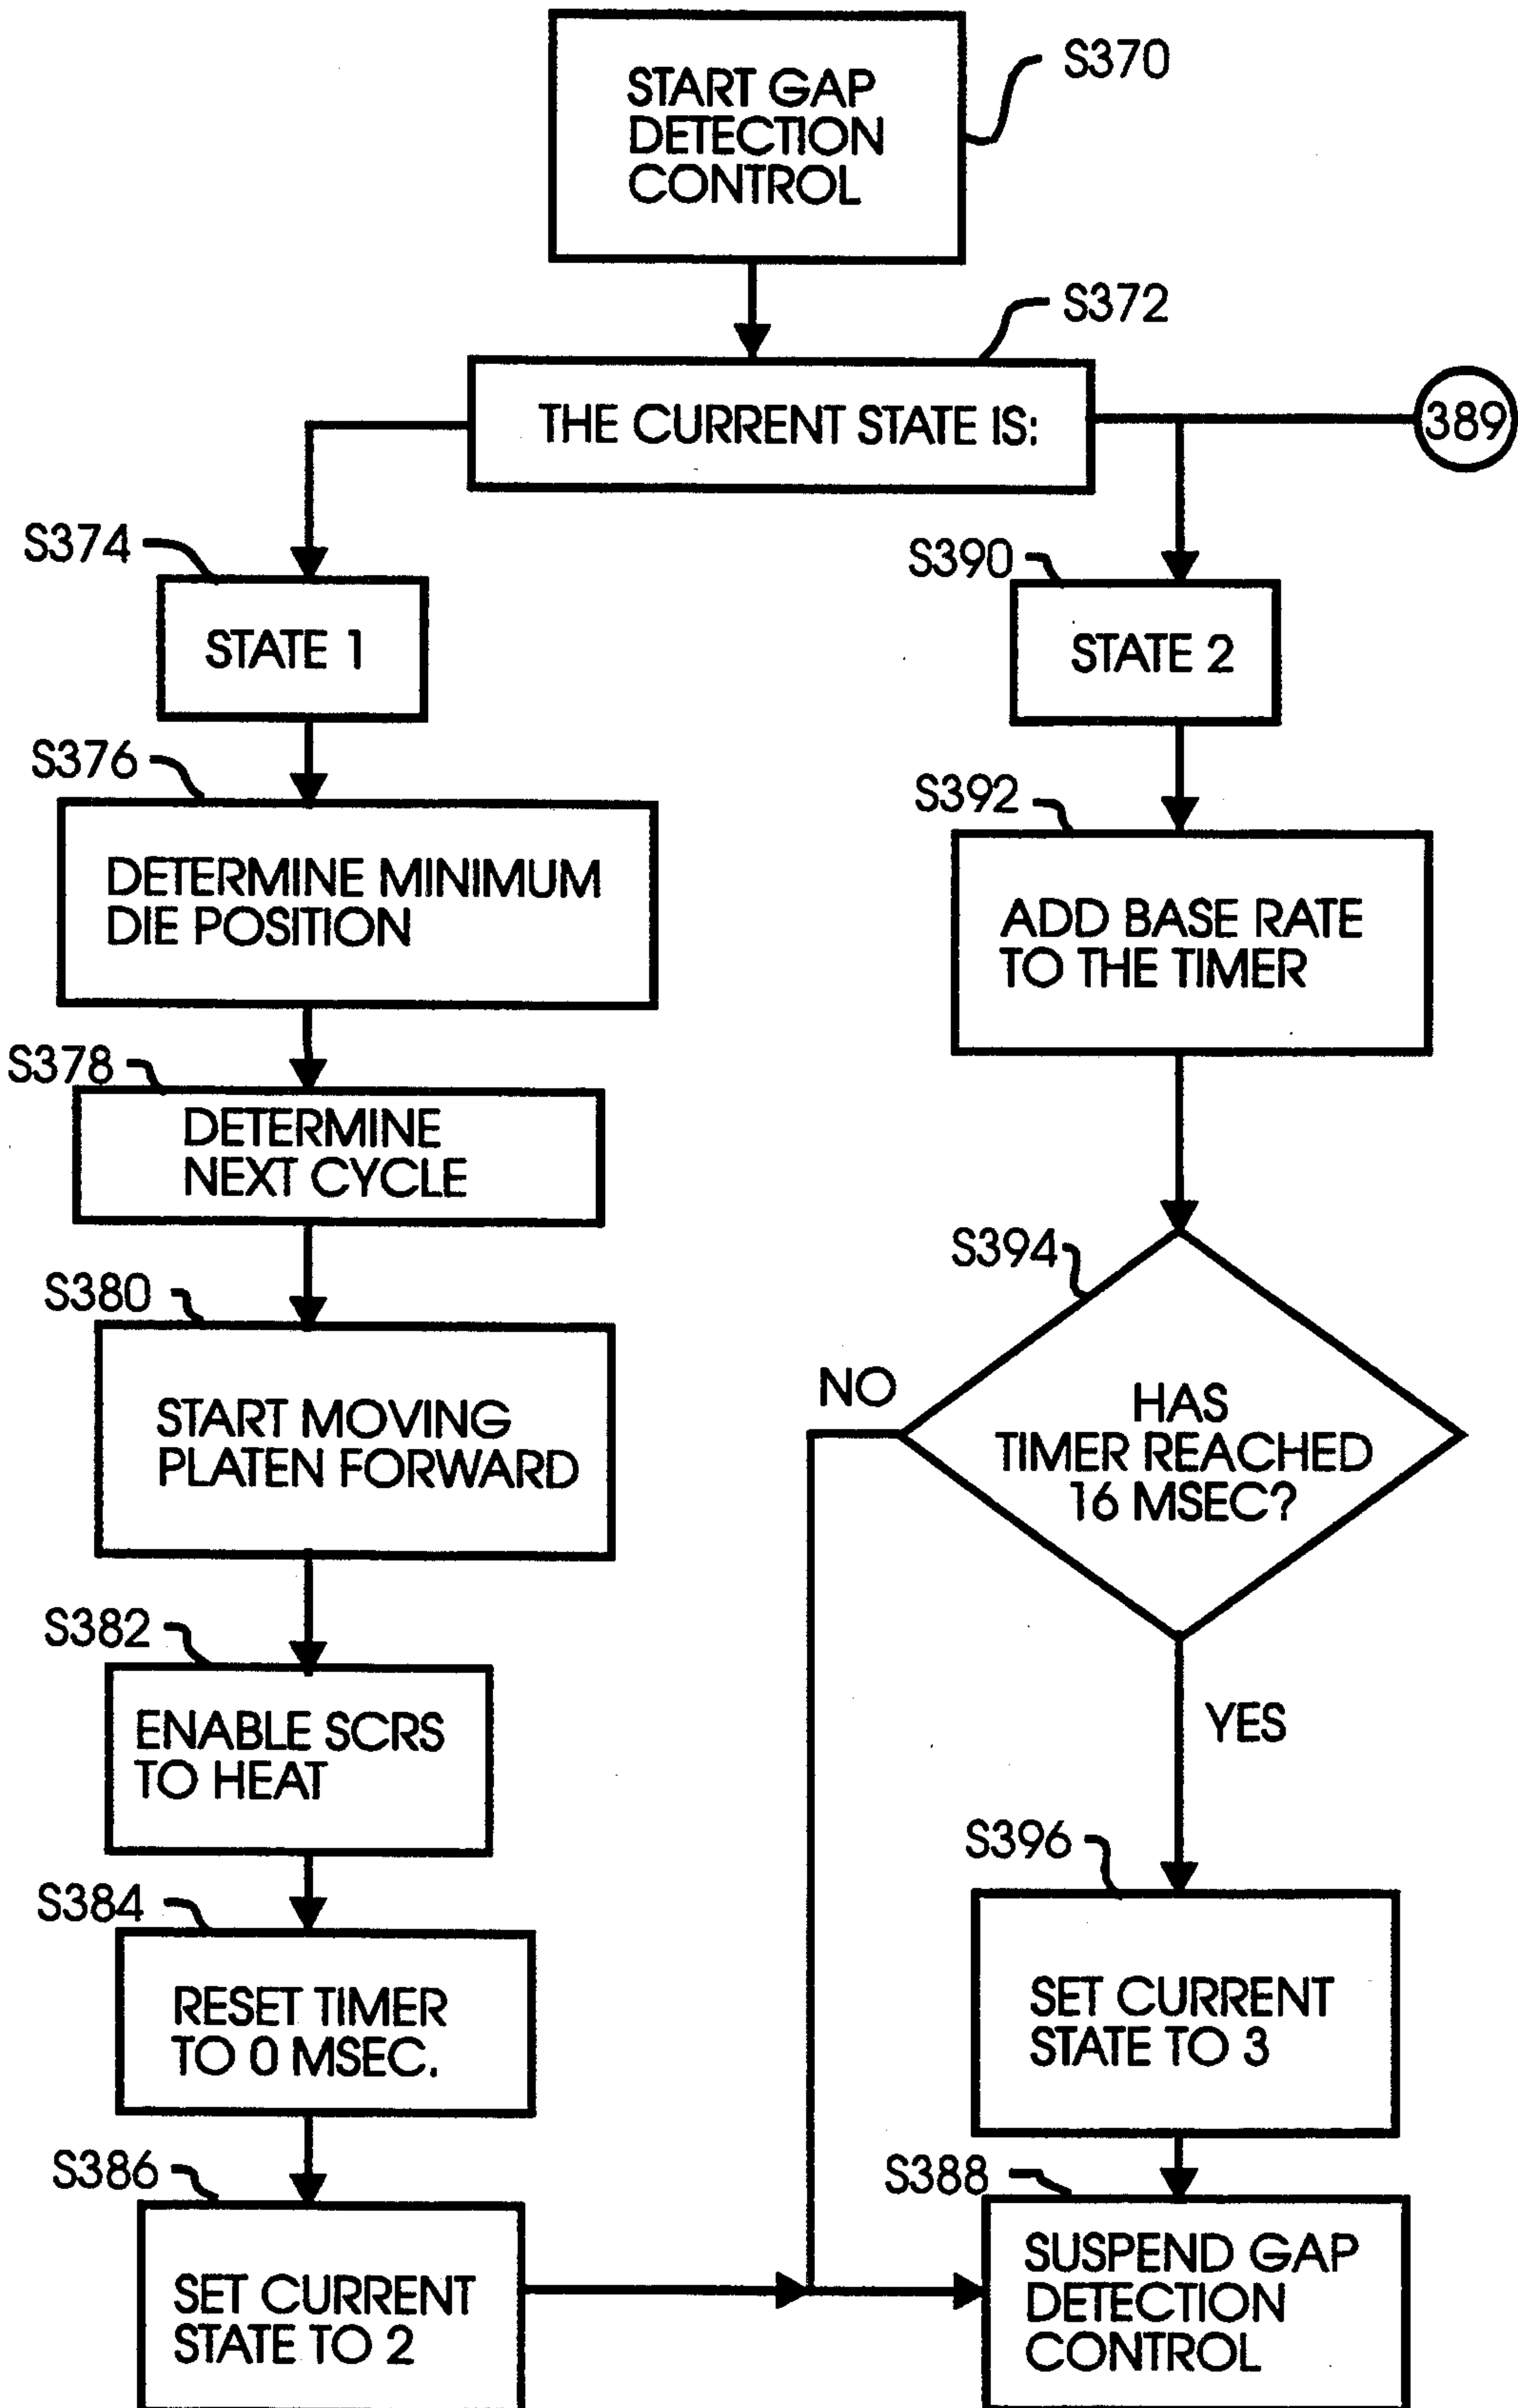 START GAP
DETECTION
CONTROL
S370
S372
THE CURRENT STATE IS:
389
S374
STATE 1
S376
DETERMINE MINIMUM
DIE POSITION
S378
DETERMINE
NEXT CYCLE
S380
START MOVING
PLATEN FORWARD
S382
ENABLE SCRS
TO HEAT
S384
RESET TIMER
TO 0 MSEC.
S386
SET CURRENT
STATE TO 2
S390
STATE 2
S392
ADD BASE RATE
TO THE TIMER
S394
HAS
TIMER REACHED
16 MSEC?
NO
YES
S396
SET CURRENT
STATE TO 3
S388
SUSPEND GAP
DETECTION
CONTROL